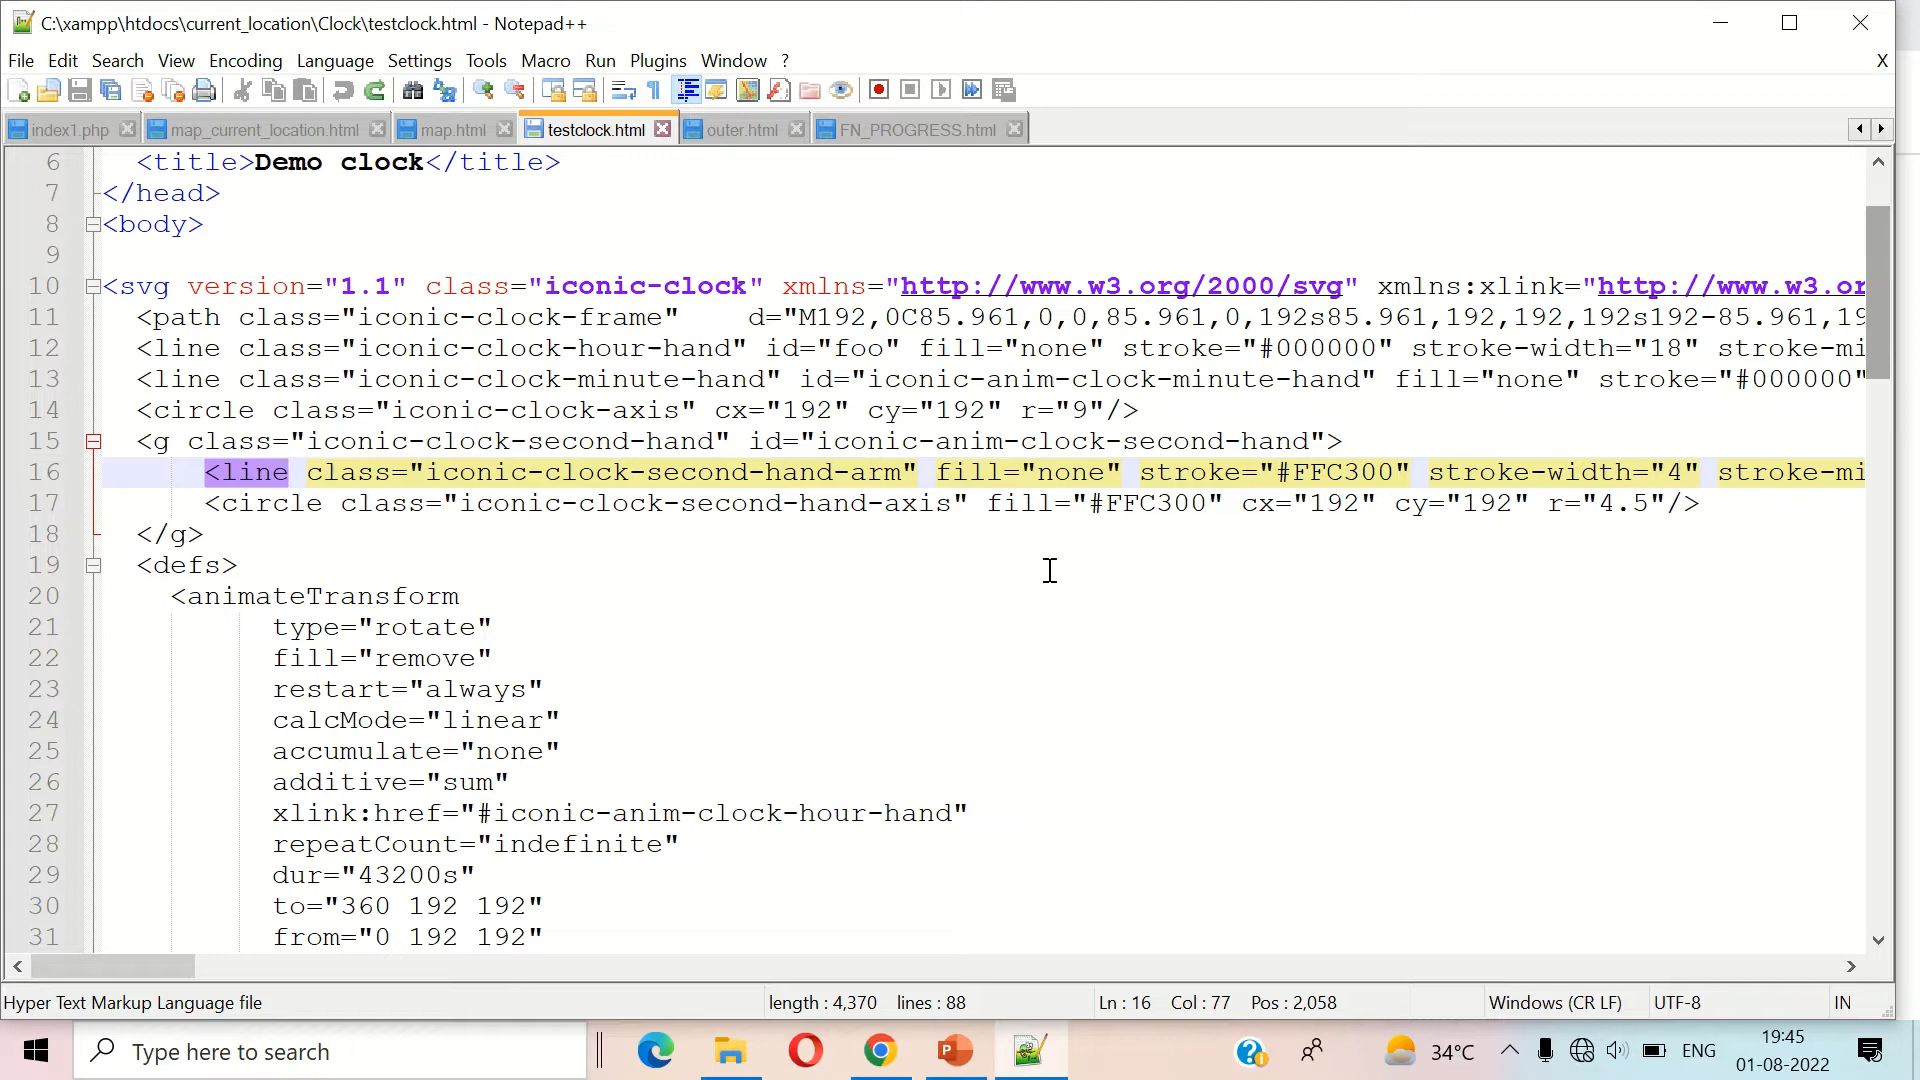 C:\xampp\htdocs\current_location\Clock\testclock.html - Notepad++
File Edit Search View Encoding Language Settings Tools Macro Run Plugins Window ? X
index1.php map_current_location.html map.html testclock.html outer.html FN_PROGRESS.html
6 <title>Demo clock</title>
7 </head>
8 <body>
9
10 <svg version="1.1" class="iconic-clock" xmlns="http://www.w3.org/2000/svg" xmlns:xlink="http://www.w3.or
11 <path class="iconic-clock-frame" d="M192,0C85.961,0,0,85.961,0,192s85.961,192,192,192s192-85.961,19
12 <line class="iconic-clock-hour-hand" id="foo" fill="none" stroke="#000000" stroke-width="18" stroke-mi
13 <line class="iconic-clock-minute-hand" id="iconic-anim-clock-minute-hand" fill="none" stroke="#000000"
14 <circle class="iconic-clock-axis" cx="192" cy="192" r="9"/>
15 <g class="iconic-clock-second-hand" id="iconic-anim-clock-second-hand">
16 <line class="iconic-clock-second-hand-arm" fill="none" stroke="#FFC300" stroke-width="4" stroke-mi
17 <circle class="iconic-clock-second-hand-axis" fill="#FFC300" cx="192" cy="192" r="4.5"/>
18 </g>
19 <defs>
20 <animateTransform
21 type="rotate"
22 fill="remove"
23 restart="always"
24 calcMode="linear"
25 accumulate="none"
26 additive="sum"
27 xlink:href="#iconic-anim-clock-hour-hand"
28 repeatCount="indefinite"
29 dur="43200s"
30 to="360 192 192"
31 from="0 192 192"
Hyper Text Markup Language file length : 4,370 lines : 88 Ln : 16 Col : 77 Pos : 2,058 Windows (CR LF) UTF-8 IN
Type here to search 34°C ENG 19:45
01-08-2022